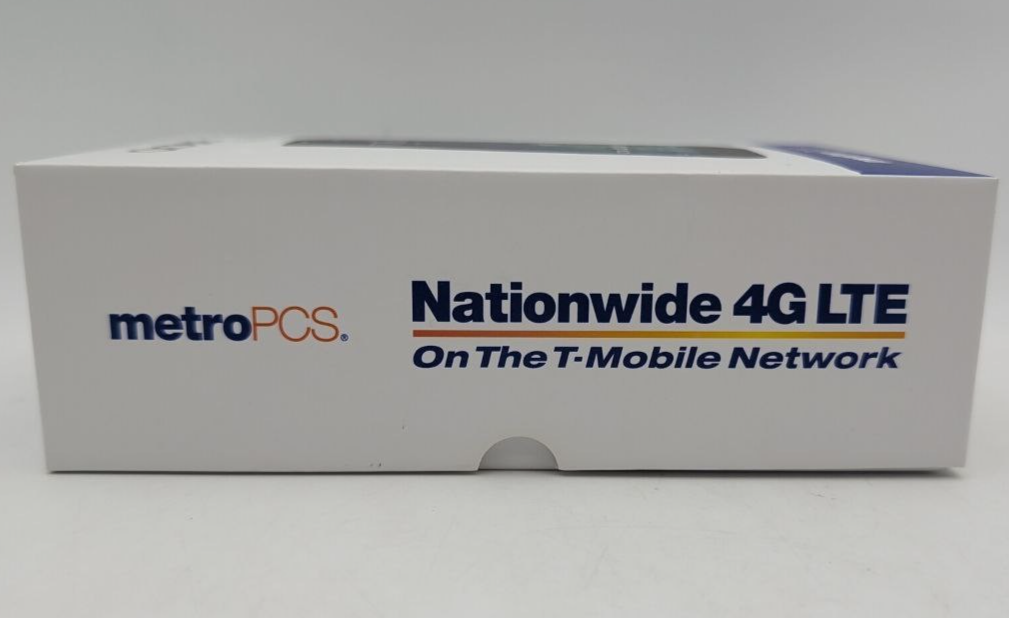 metroPCS.
Nationwide 4G LTE
On The T-Mobile Network